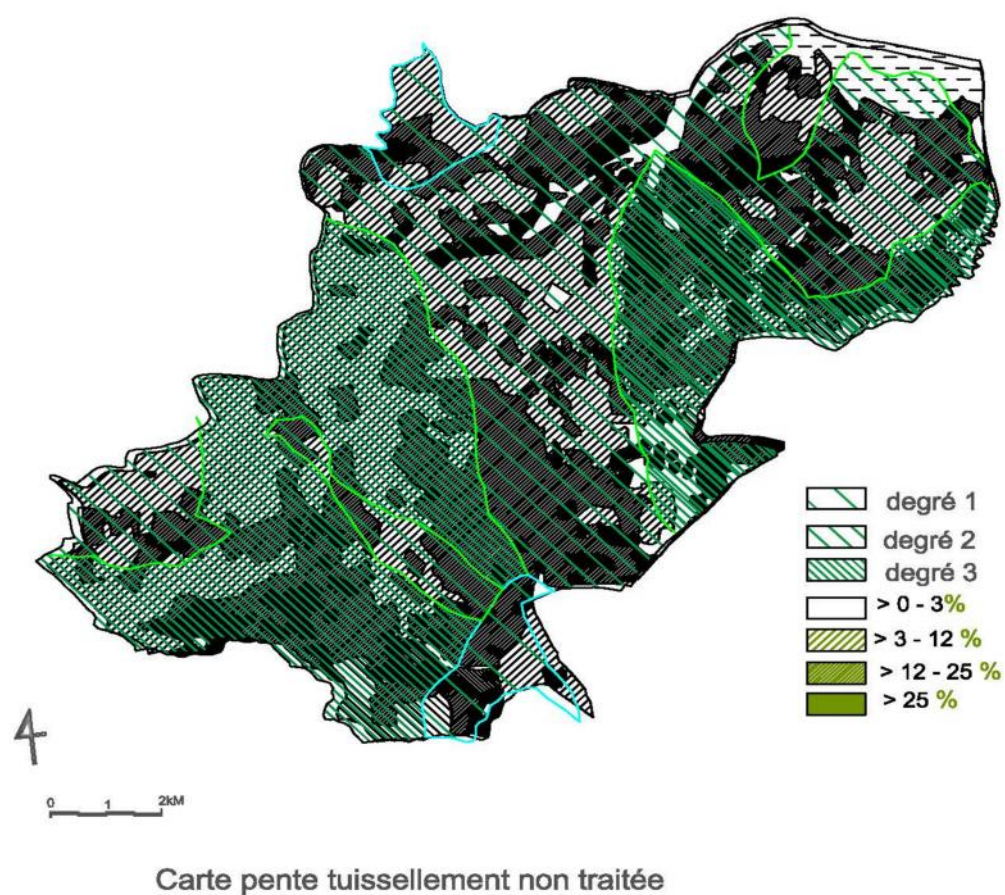 degré 1
degré 2
degré 3
> 0 - 3%
> 3 - 12 %
> 12 - 25 %
> 25 %
0 1 2kM
Carte pente tuissellement non traitée